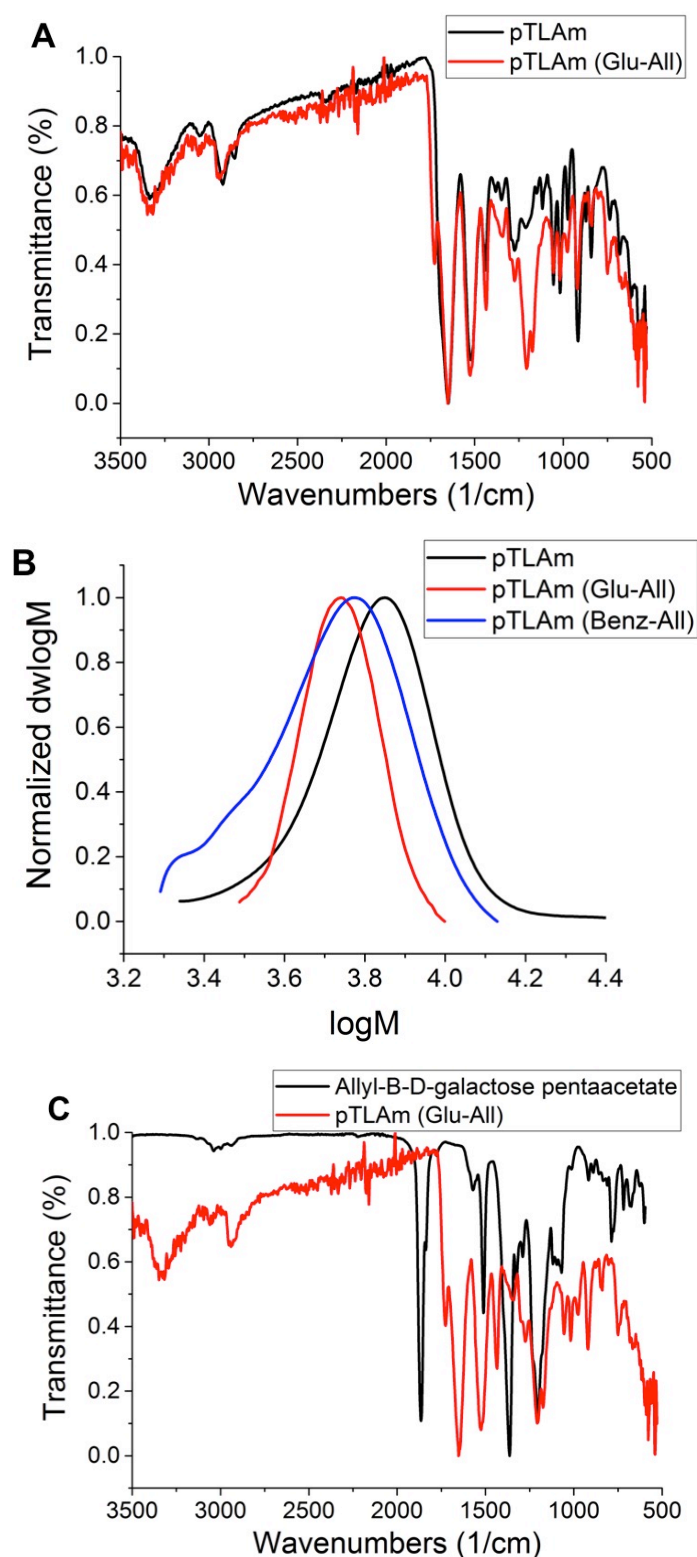 A
pTLAm
pTLAm (Glu-All)
Transmittance (%)
1.0
0.8
0.6
0.4
0.2
0.0
3500 3000 2500 2000 1500 1000 500
Wavenumbers (1/cm)
B
pTLAm
pTLAm (Glu-All)
pTLAm (Benz-All)
Normalized dwlogM
1.0
0.8
0.6
0.4
0.2
0.0
3.2 3.4 3.6 3.8 4.0 4.2 4.4
logM
C
Allyl-B-D-galactose pentaacetate
pTLAm (Glu-All)
Transmittance (%)
1.0
0.8
0.6
0.4
0.2
0.0
3500 3000 2500 2000 1500 1000 500
Wavenumbers (1/cm)